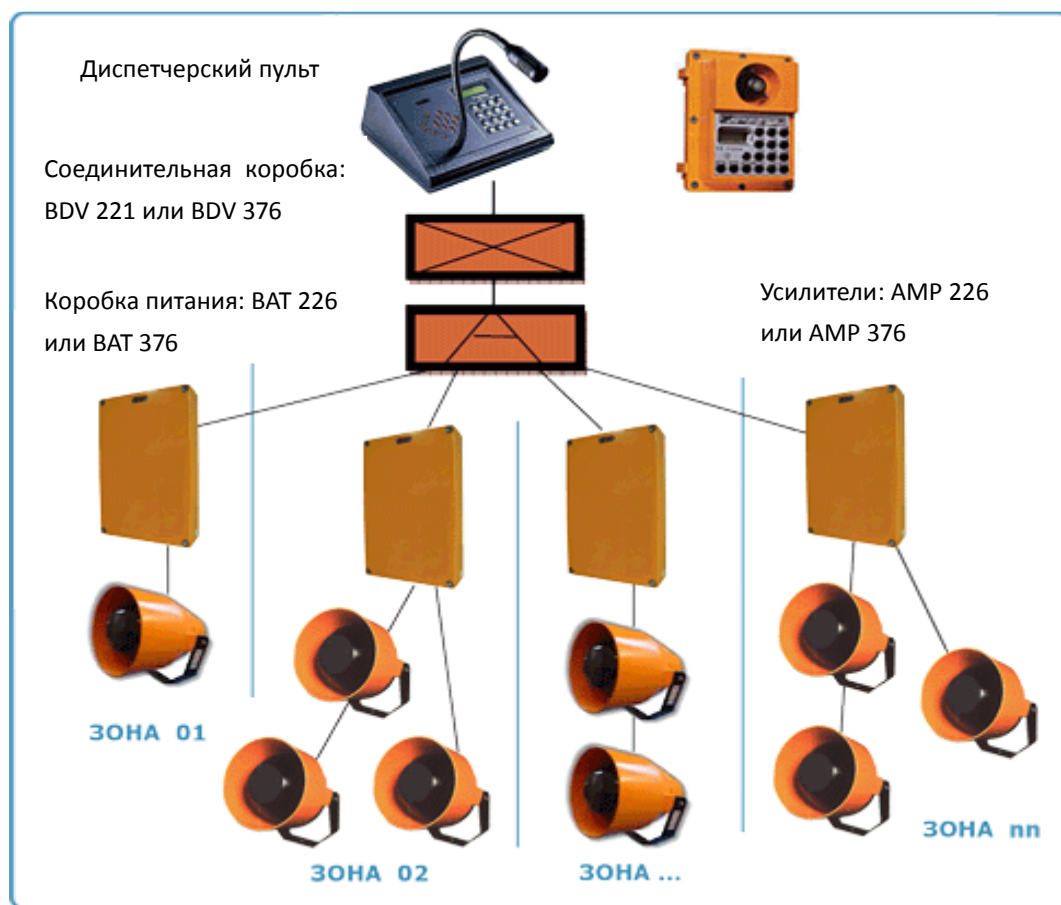 Диспетчерский пульт
Соединительная коробка:
BDV 221 или BDV 376
Коробка питания: BAT 226
или BAT 376
Усилители: AMP 226
или AMP 376
ЗОНА 01
ЗОНА 02
ЗОНА ...
ЗОНА nn